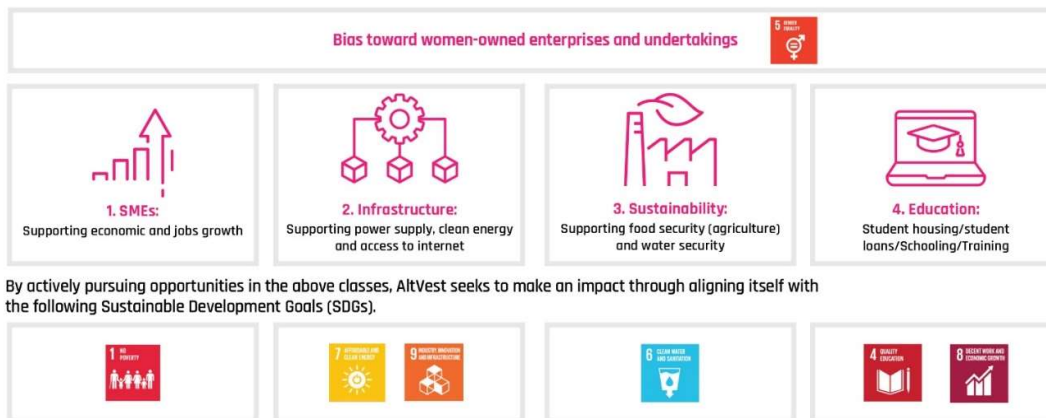 Bias toward women-owned enterprises and undertakings
5 GENDER
EQUALITY
1. SMEs:
Supporting economic and jobs growth
2. Infrastructure:
Supporting power supply, clean energy
and access to internet
3. Sustainability:
Supporting food security (agriculture)
and water security
4. Education:
Student housing/student
loans/Schooling/Training
By actively pursuing opportunities in the above classes, AltVest seeks to make an impact through aligning itself with
the following Sustainable Development Goals (SDGs).
1 NO
POVERTY
7 AFFORDABLE AND
CLEAN ENERGY
9 INDUSTRY, INNOVATION
AND INFRASTRUCTURE
6 CLEAN WATER
AND SANITATION
4 QUALITY
EDUCATION
8 DECENT WORK AND
ECONOMIC GROWTH